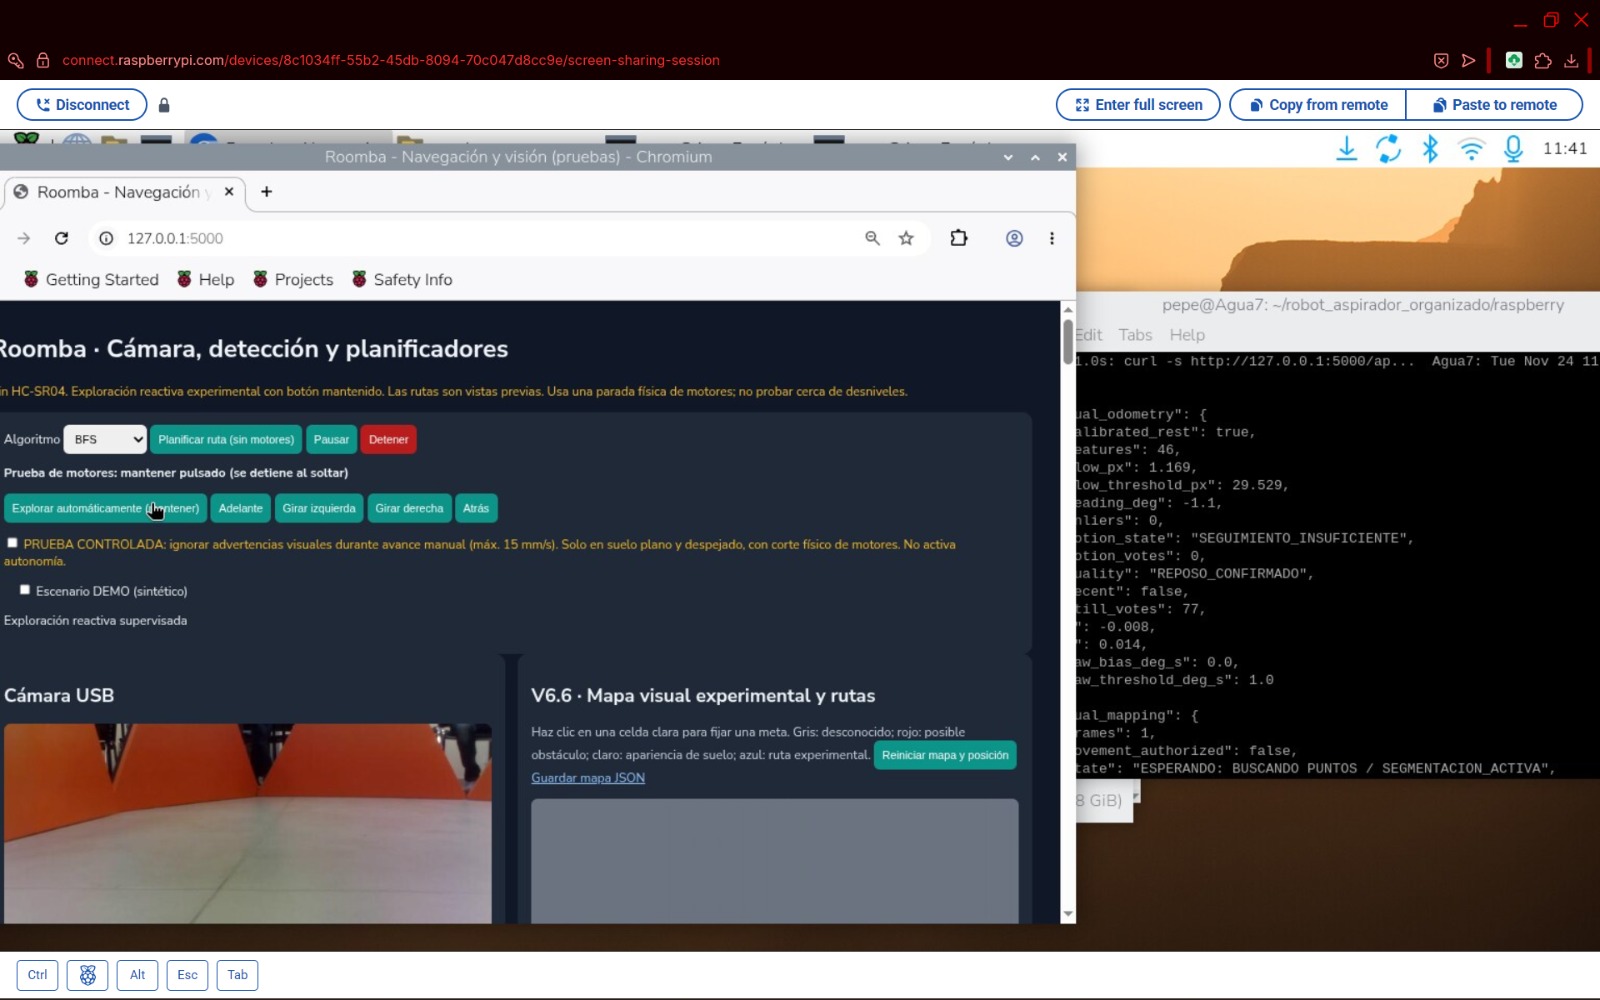 connect.raspberrypi.com/devices/8c1034ff-55b2-45db-8094-70c047d8cc9e/screen-sharing-session
Disconnect
Enter full screen
Copy from remote
Paste to remote
11:41
Roomba - Navegación y visión (pruebas) - Chromium
Roomba - Navegación y
127.0.0.1:5000
Getting Started
Help
Projects
Safety Info
Roomba · Cámara, detección y planificadores
in HC-SR04. Exploración reactiva experimental con botón mantenido. Las rutas son vistas previas. Usa una parada física de motores; no probar cerca de desniveles.
Algoritmo BFS Planificar ruta (sin motores) Pausar Detener
Prueba de motores: mantener pulsado (se detiene al soltar)
Explorar automáticamente (mantener) Adelante Girar izquierda Girar derecha Atrás
PRUEBA CONTROLADA: ignorar advertencias visuales durante avance manual (máx. 15 mm/s). Solo en suelo plano y despejado, con corte físico de motores. No activa
autonomía.
Escenario DEMO (sintético)
Exploración reactiva supervisada
Cámara USB
V6.6 · Mapa visual experimental y rutas
Haz clic en una celda clara para fijar una meta. Gris: desconocido; rojo: posible
obstáculo; claro: apariencia de suelo; azul: ruta experimental. Reiniciar mapa y posición
Guardar mapa JSON
pepe@Agua7: ~/robot_aspirador_organizado/raspberry
Edit Tabs Help
1.0s: curl -s http://127.0.0.1:5000/ap... Agua7: Tue Nov 24 11
ual_odometry": {
alibrated_rest": true,
eatures": 46,
low_px": 1.169,
low_threshold_px": 29.529,
eading_deg": -1.1,
nliers": 0,
otion_state": "SEGUIMIENTO_INSUFICIENTE",
otion_votes": 0,
uality": "REPOSO_CONFIRMADO",
ecent": false,
till_votes": 77,
": -0.008,
": 0.014,
aw_bias_deg_s": 0.0,
aw_threshold_deg_s": 1.0
ual_mapping": {
rames": 1,
ovement_authorized": false,
tate": "ESPERANDO: BUSCANDO PUNTOS / SEGMENTACION_ACTIVA",
8 GiB)
Ctrl
Alt
Esc
Tab